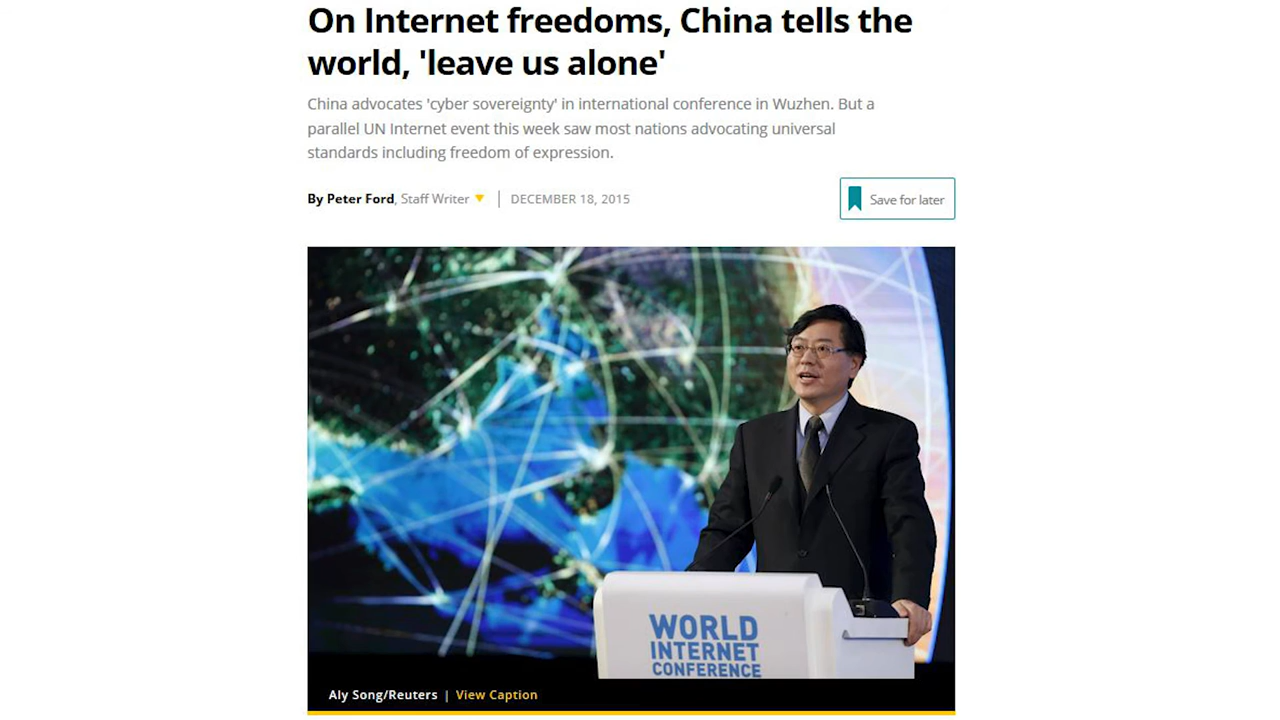 On Internet freedoms, China tells the
world, 'leave us alone'
China advocates 'cyber sovereignty' in international conference in Wuzhen. But a
parallel UN Internet event this week saw most nations advocating universal
standards including freedom of expression.
By Peter Ford, Staff Writer | DECEMBER 18, 2015
Save for later
WORLD
INTERNET
CONFERENCE
Aly Song/Reuters | View Caption